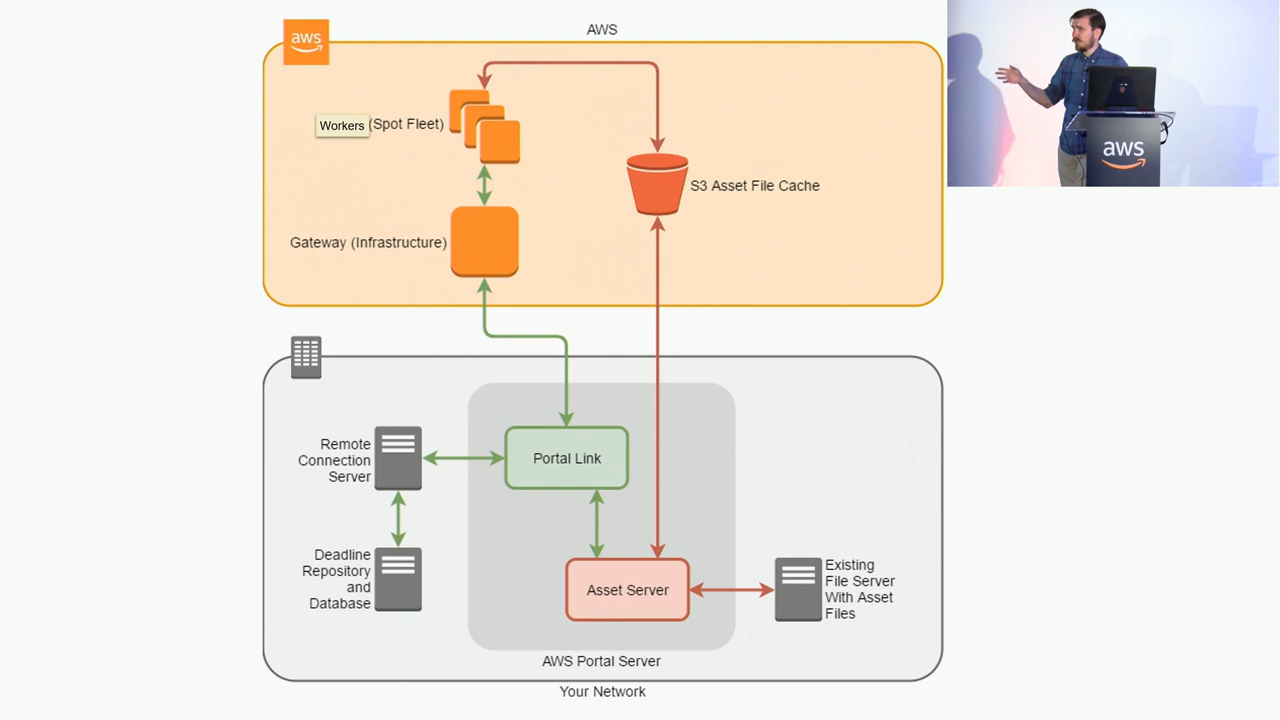 aws
AWS
Workers (Spot Fleet)
S3 Asset File Cache
Gateway (Infrastructure)
aws
Remote
Connection
Server
Portal Link
Deadline
Repository
and
Database
Asset Server
Existing
File Server
With Asset
Files
AWS Portal Server
Your Network